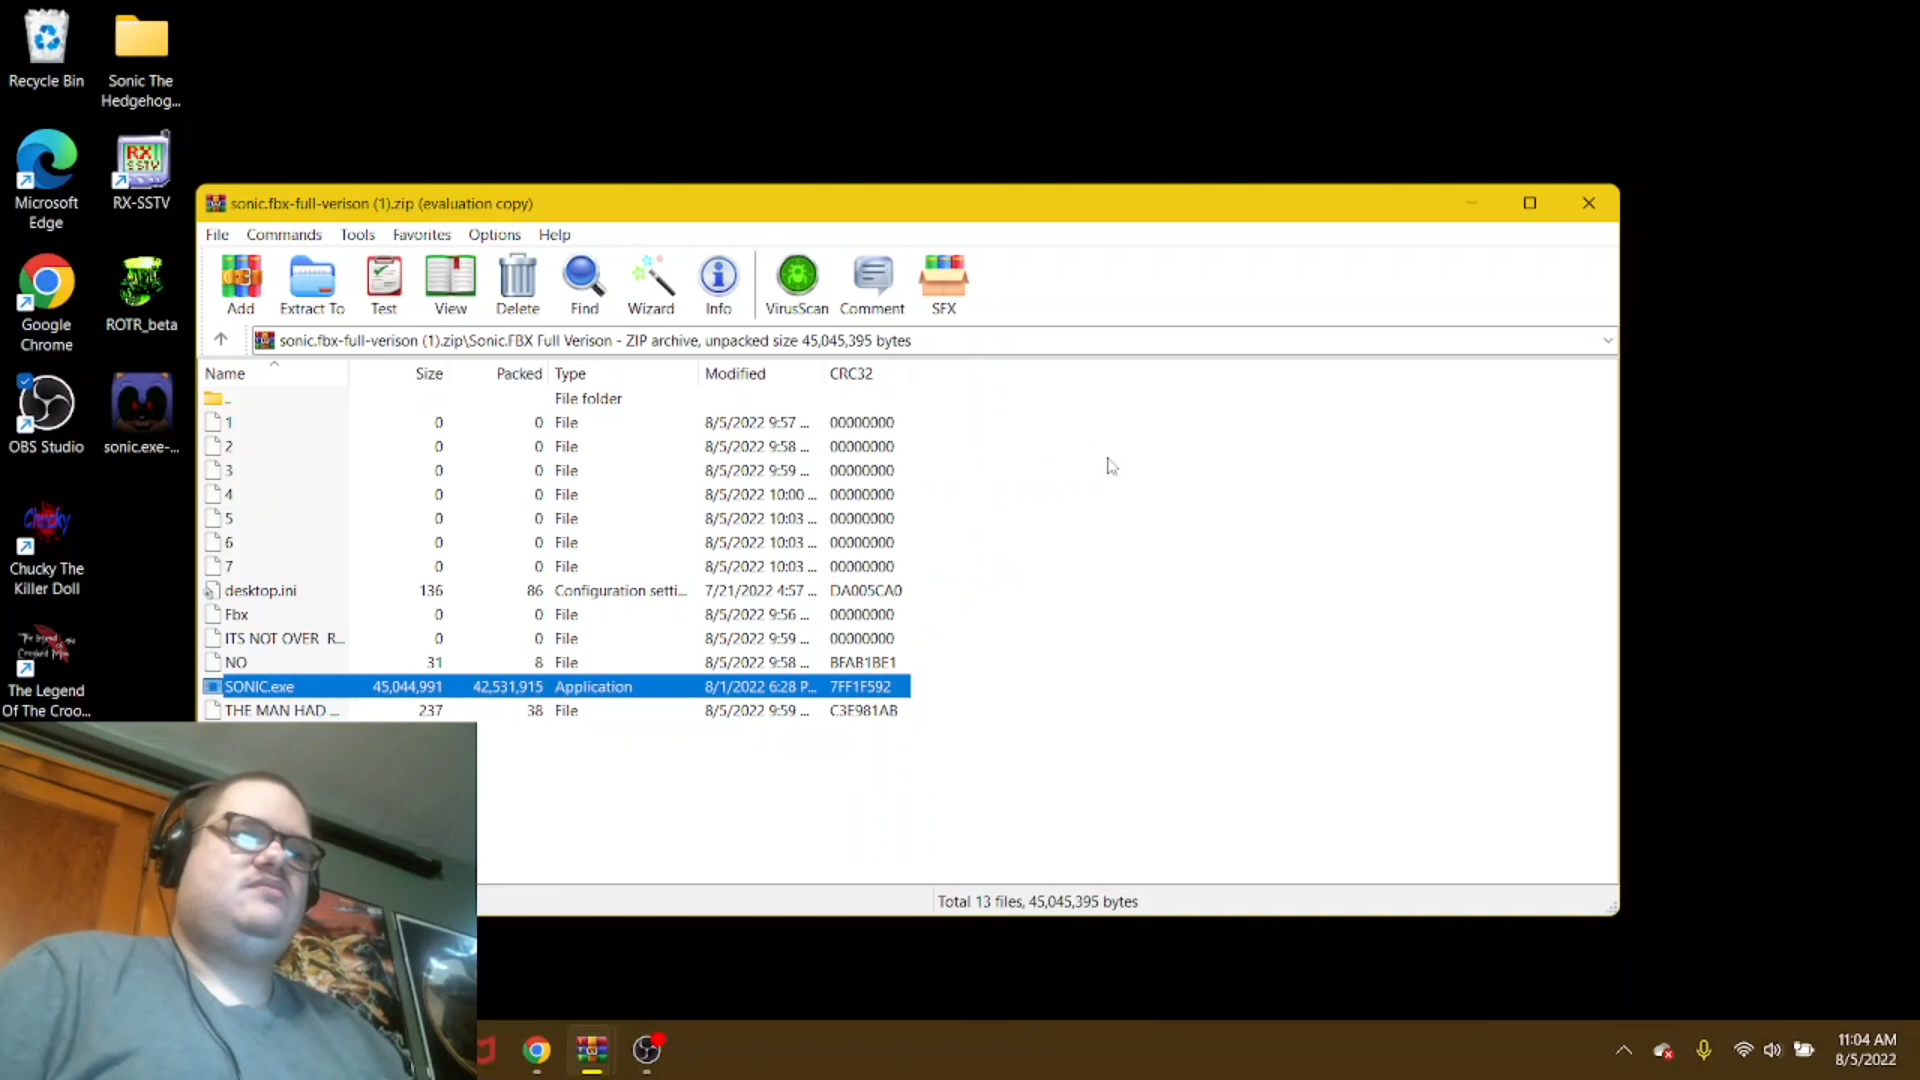 Recycle Bin
Sonic The
Hedgehog...
Microsoft
Edge
RX
SSTV
RX-SSTV
Google
Chrome
ROTR_beta
OBS Studio
sonic.exe-...
Chucky
Chucky The
Killer Doll
The Legend
Of The Croo...
sonic.fbx-full-verison (1).zip (evaluation copy)
File Commands Tools Favorites Options Help
Add Extract To Test View Delete Find Wizard Info VirusScan Comment SFX
sonic.fbx-full-verison (1).zip\Sonic.FBX Full Verison - ZIP archive, unpacked size 45,045,395 bytes
Name Size Packed Type Modified CRC32
.. File folder
1 0 0 File 8/5/2022 9:57 ... 00000000
2 0 0 File 8/5/2022 9:58 ... 00000000
3 0 0 File 8/5/2022 9:59 ... 00000000
4 0 0 File 8/5/2022 10:00 ... 00000000
5 0 0 File 8/5/2022 10:03 ... 00000000
6 0 0 File 8/5/2022 10:03 ... 00000000
7 0 0 File 8/5/2022 10:03 ... 00000000
desktop.ini 136 86 Configuration setti... 7/21/2022 4:57 ... DA005CA0
Fbx 0 0 File 8/5/2022 9:56 ... 00000000
ITS NOT OVER R... 0 0 File 8/5/2022 9:59 ... 00000000
NO 31 8 File 8/5/2022 9:58 ... BFAB1BE1
SONIC.exe 45,044,991 42,531,915 Application 8/1/2022 6:28 P... 7FF1F592
THE MAN HAD ... 237 38 File 8/5/2022 9:59 ... C3E981AB
Total 13 files, 45,045,395 bytes
11:04 AM
8/5/2022